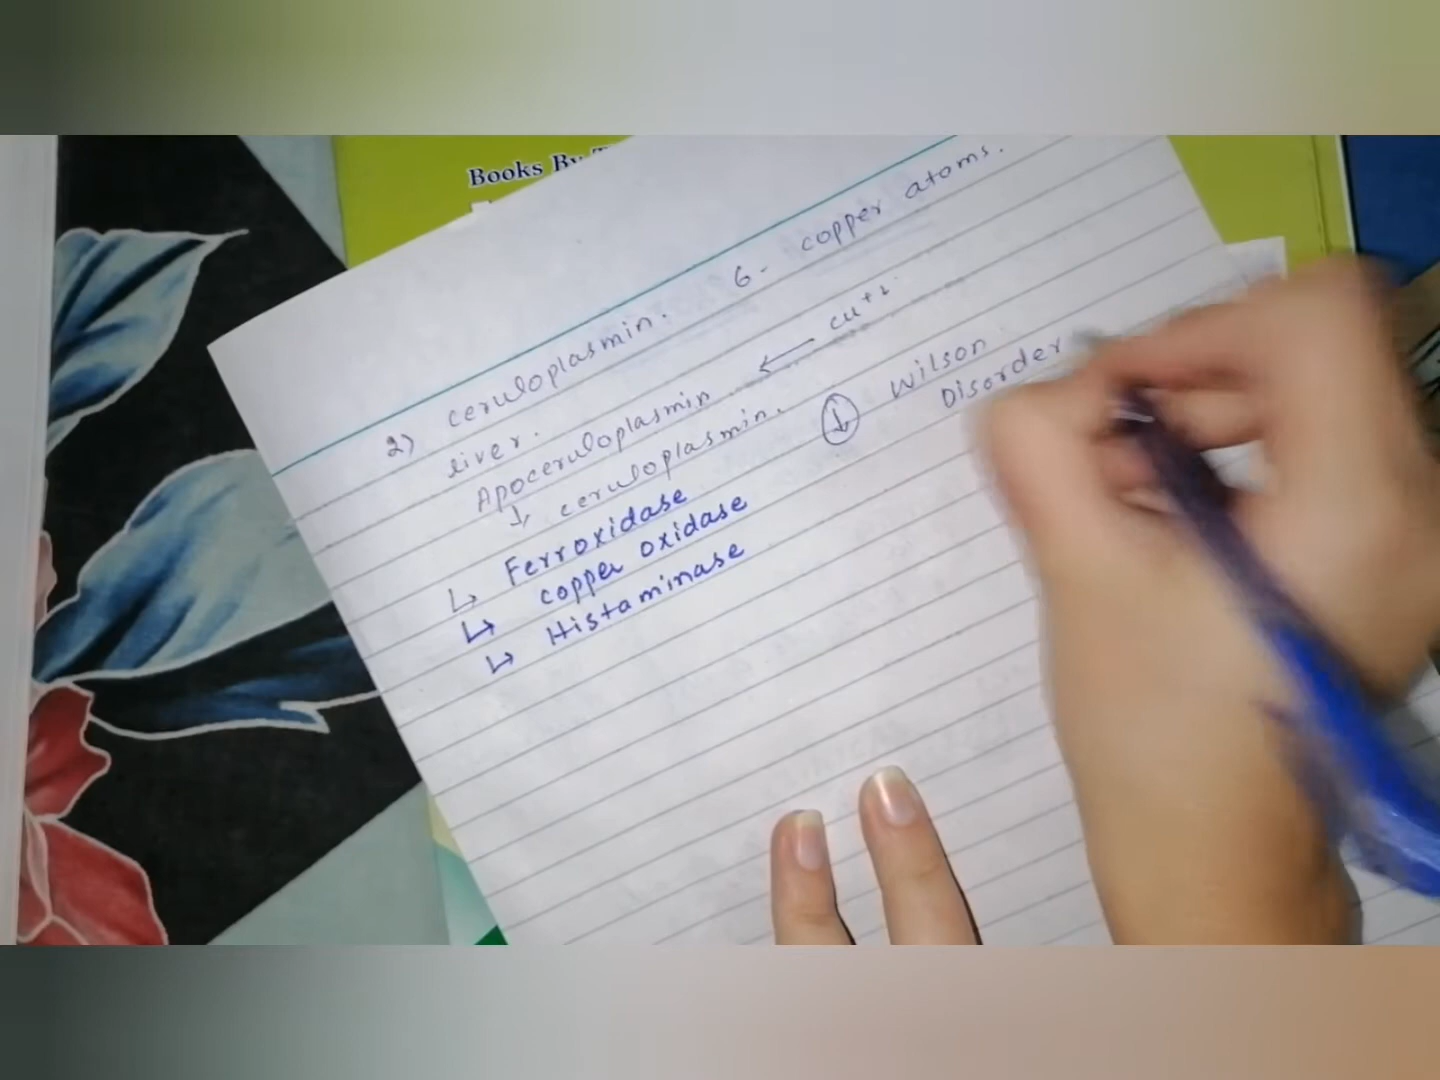 Books By
2) ceruloplasmin. 6- copper atoms.
liver.
Apoceruloplasmin ← cu+2
↓ ceruloplasmin. ↓ Wilson
Disorder
↳ Ferroxidase
↳ copper oxidase
↳ Histaminase